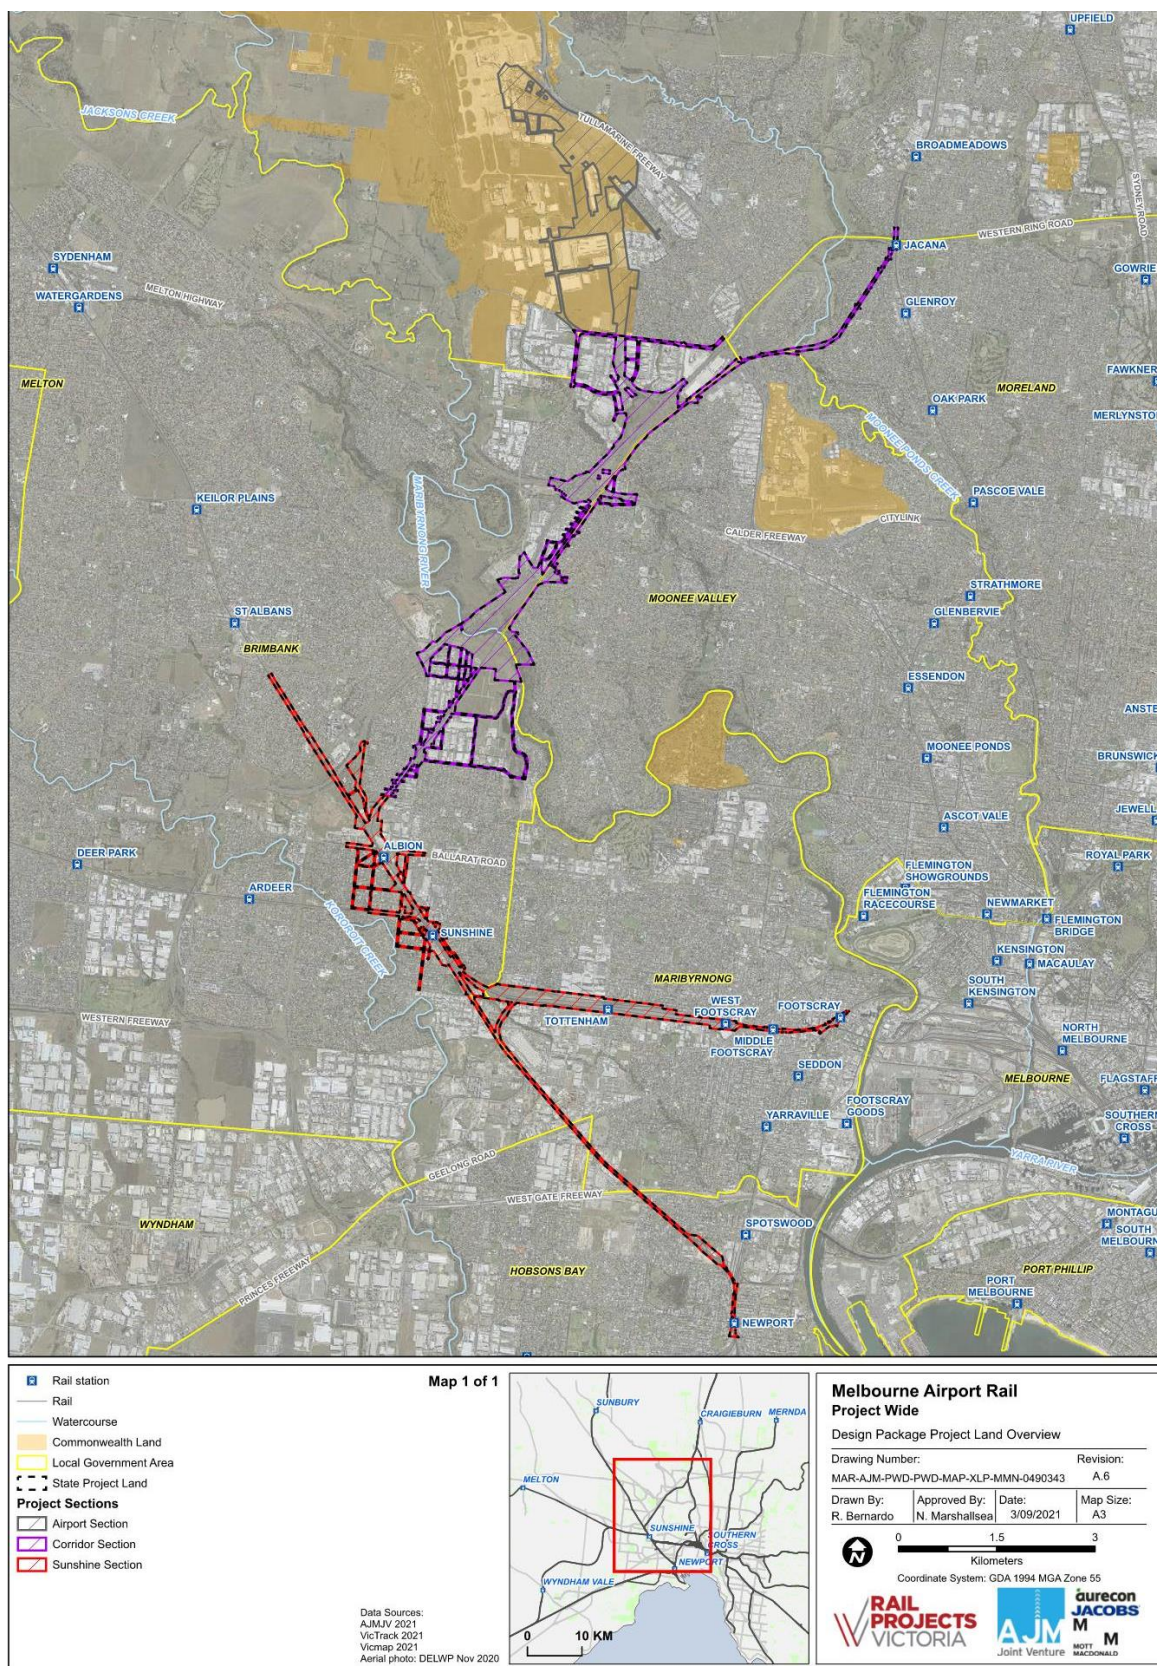 UPFIELD
JACKSONS CREEK
TULLAMARINE FREEWAY
BROADMEADOWS
SYDNEY ROAD
WESTERN RING ROAD
JACANA
SYDENHAM
GOWRIE
WATERGARDENS
MELTON HIGHWAY
GLENROY
FAWKNER
MELTON
MORELAND
OAK PARK
MERLYNSTO
MOONEE PONDS CREEK
MARIBYRNONG RIVER
KEILOR PLAINS
PASCOE VALE
CITYLINK
CALDER FREEWAY
STRATHMORE
MOONEE VALLEY
ST ALBANS
GLENBERVIE
BRIMBANK
ESSENDON
ANSTE
MOONEE PONDS
BRUNSWICK
JEWELL
ASCOT VALE
ALBION
BALLARAT ROAD
DEER PARK
ROYAL PARK
FLEMINGTON
SHOWGROUNDS
ARDEER
FLEMINGTON
RACECOURSE
NEWMARKET
FLEMINGTON
BRIDGE
KOROROIT CREEK
SUNSHINE
KENSINGTON
MACAULAY
MARIBYRNONG
SOUTH
KENSINGTON
WEST
FOOTSCRAY
FOOTSCRAY
WESTERN FREEWAY
TOTTENHAM
MIDDLE
FOOTSCRAY
NORTH
MELBOURNE
SEDDON
MELBOURNE
FLAGSTAFF
YARRAVILLE
FOOTSCRAY
GOODS
SOUTHERN
CROSS
YARRA RIVER
GEELONG ROAD
WEST GATE FREEWAY
WYNDHAM
SPOTSWOOD
MONTAGU
SOUTH
MELBOURN
PRINCES FREEWAY
HOBSONS BAY
PORT PHILLIP
PORT
MELBOURNE
NEWPORT
Rail station
Rail
Watercourse
Commonwealth Land
Local Government Area
State Project Land
Project Sections
Airport Section
Corridor Section
Sunshine Section
Map 1 of 1
Data Sources:
AJMJV 2021
VicTrack 2021
Vicmap 2021
Aerial photo: DELWP Nov 2020
SUNBURY
CRAIGIEBURN
MERNDA
MELTON
SUNSHINE
SOUTHERN
CROSS
NEWPORT
WYNDHAM VALE
0 10 KM
Melbourne Airport Rail
Project Wide
Design Package Project Land Overview
Drawing Number: Revision:
MAR-AJM-PWD-PWD-MAP-XLP-MMN-0490343 A.6
Drawn By: Approved By: Date: Map Size:
R. Bernardo N. Marshallsea 3/09/2021 A3
N
0 1.5 3
Kilometers
Coordinate System: GDA 1994 MGA Zone 55
RAIL
PROJECTS
VICTORIA
AJM
Joint Venture
aurecon
JACOBS
M
M
M
MOTT
MACDONALD